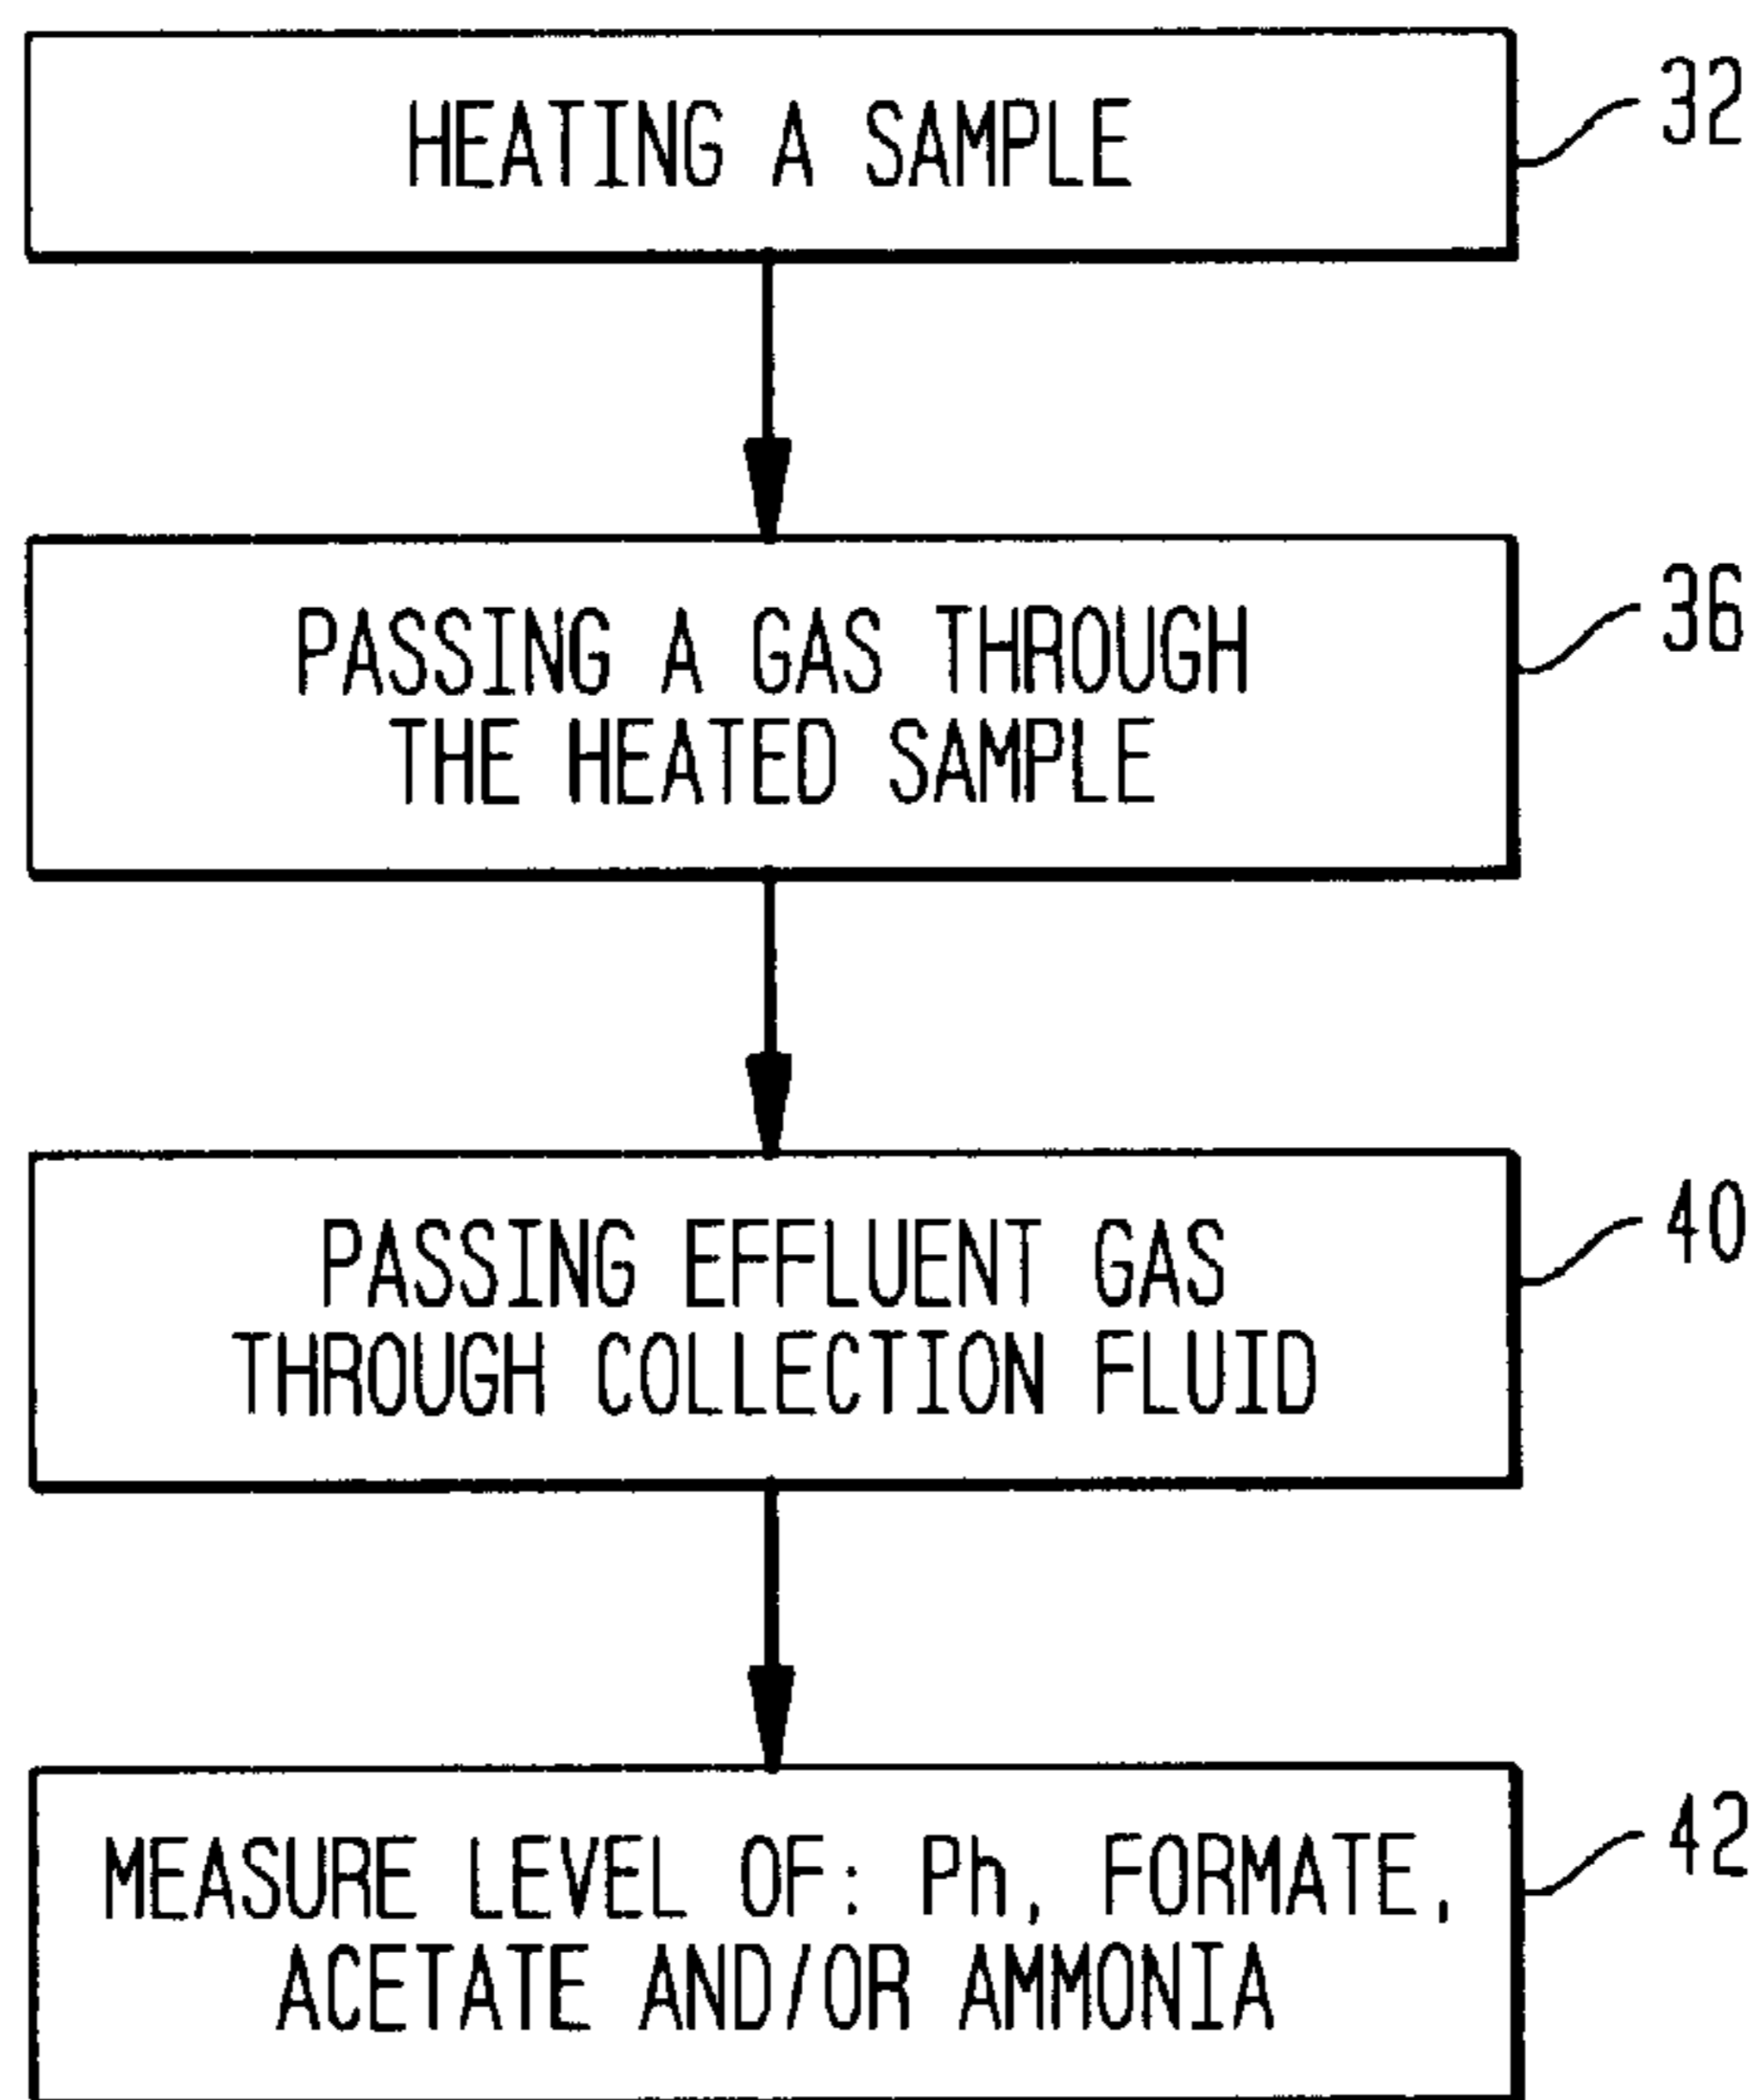 HEATING A SAMPLE
32
PASSING A GAS THROUGH
THE HEATED SAMPLE
36
PASSING EFFLUENT GAS
THROUGH COLLECTION FLUID
40
MEASURE LEVEL OF: Ph, FORMATE,
ACETATE AND/OR AMMONIA
42